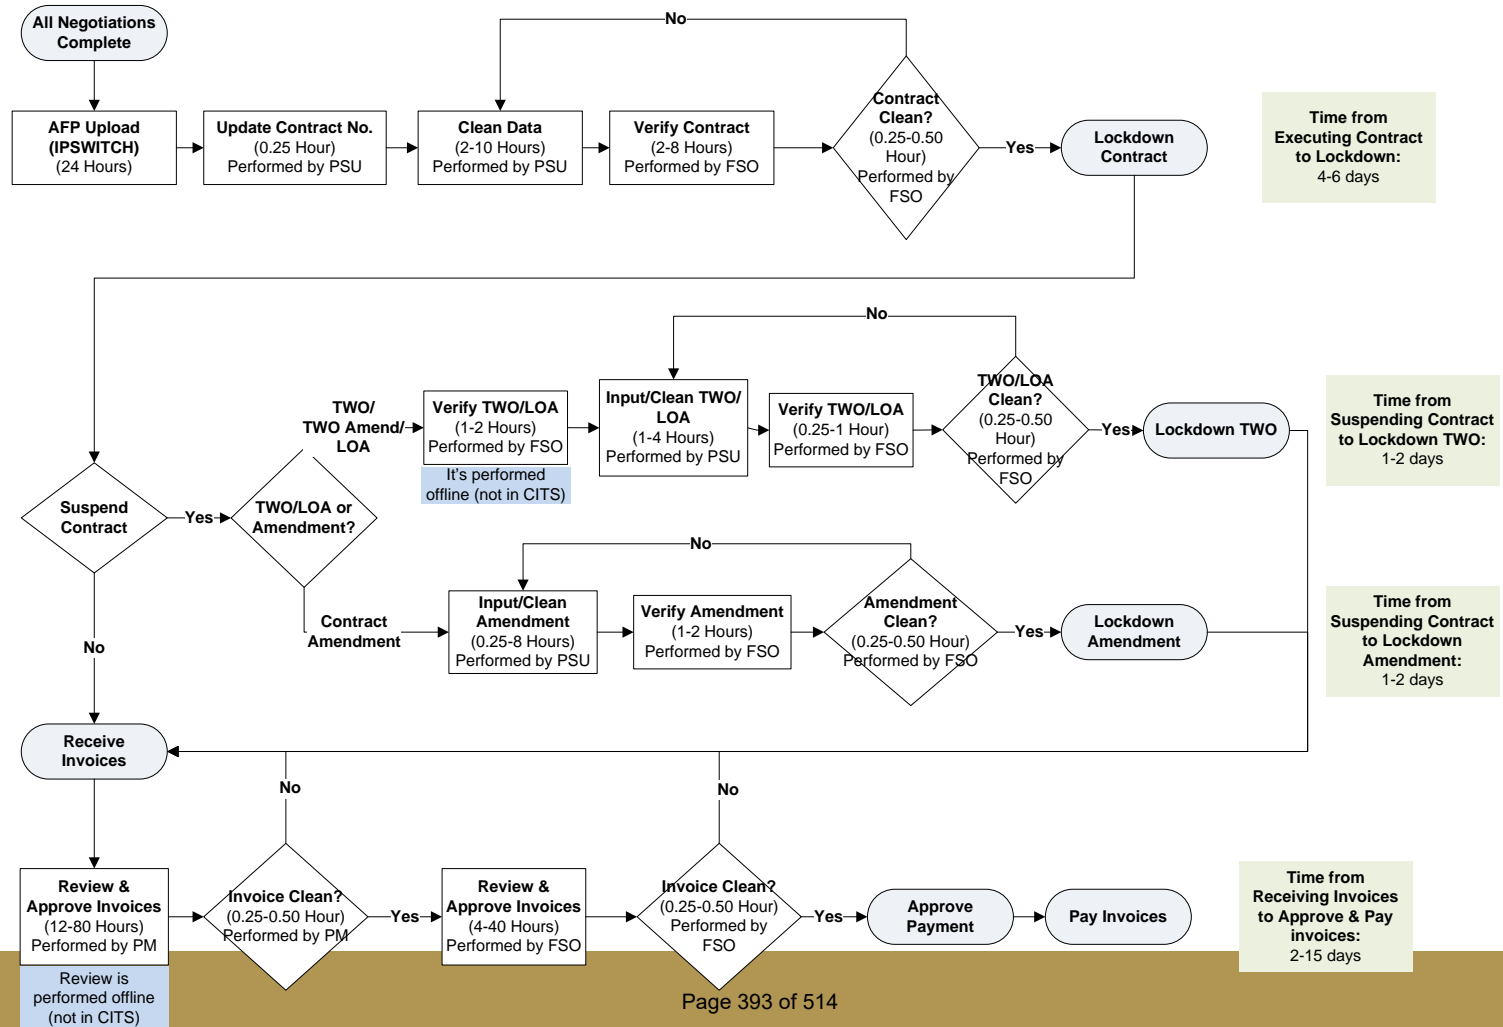 All Negotiations
Complete
No
AFP Upload
(IPSWITCH)
(24 Hours)
Update Contract No.
(0.25 Hour)
Performed by PSU
Clean Data
(2-10 Hours)
Performed by PSU
Verify Contract
(2-8 Hours)
Performed by FSO
Contract
Clean?
(0.25-0.50
Hour)
Performed by
FSO
Yes
Lockdown
Contract
Time from
Executing Contract
to Lockdown:
4-6 days
No
TWO/
TWO Amend/
LOA
Verify TWO/LOA
(1-2 Hours)
Performed by FSO
It's performed
offline (not in CITS)
Input/Clean TWO/
LOA
(1-4 Hours)
Performed by PSU
Verify TWO/LOA
(0.25-1 Hour)
Performed by FSO
TWO/LOA
Clean?
(0.25-0.50
Hour)
Performed by
FSO
Yes
Lockdown TWO
Time from
Suspending Contract
to Lockdown TWO:
1-2 days
Suspend
Contract
Yes
TWO/LOA or
Amendment?
No
Contract
Amendment
Input/Clean
Amendment
(0.25-8 Hours)
Performed by PSU
Verify Amendment
(1-2 Hours)
Performed by FSO
Amendment
Clean?
(0.25-0.50 Hour)
Performed by FSO
Yes
Lockdown
Amendment
Time from
Suspending Contract
to Lockdown
Amendment:
1-2 days
No
Receive
Invoices
No
No
Review &
Approve Invoices
(12-80 Hours)
Performed by PM
Review is
performed offline
(not in CITS)
Invoice Clean?
(0.25-0.50 Hour)
Performed by PM
Yes
Review &
Approve Invoices
(4-40 Hours)
Performed by FSO
Invoice Clean?
(0.25-0.50 Hour)
Performed by
FSO
Yes
Approve
Payment
Pay Invoices
Time from
Receiving Invoices
to Approve & Pay
invoices:
2-15 days
Page 393 of 514